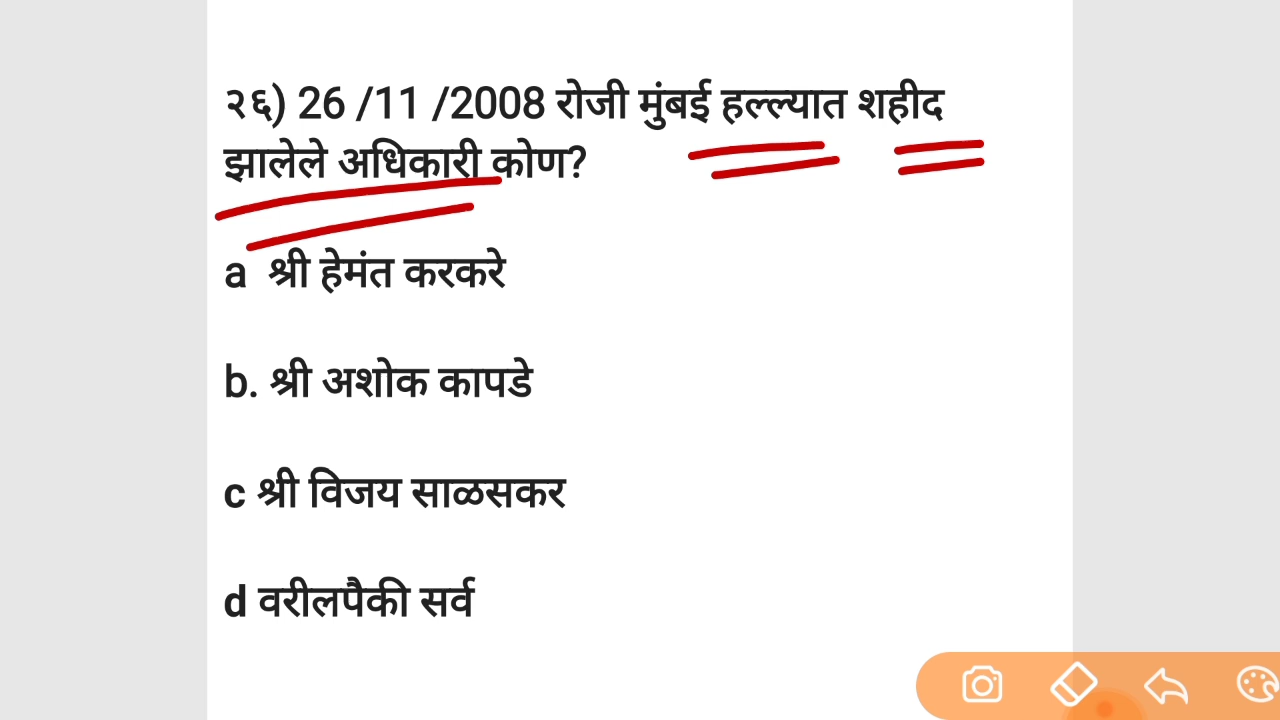 २६) 26 /11 /2008 रोजी मुंबई हल्ल्यात शहीद
झालेले अधिकारी कोण?
a श्री हेमंत करकरे
b. श्री अशोक कापडे
c श्री विजय साळसकर
d वरीलपैकी सर्व